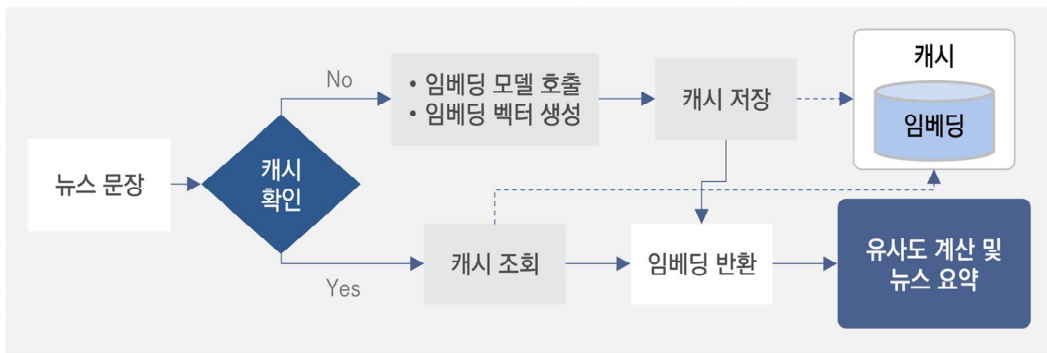 뉴스 문장
캐시
확인
No
• 임베딩 모델 호출
• 임베딩 벡터 생성
캐시 저장
캐시
임베딩
Yes
캐시 조회
임베딩 반환
유사도 계산 및
뉴스 요약